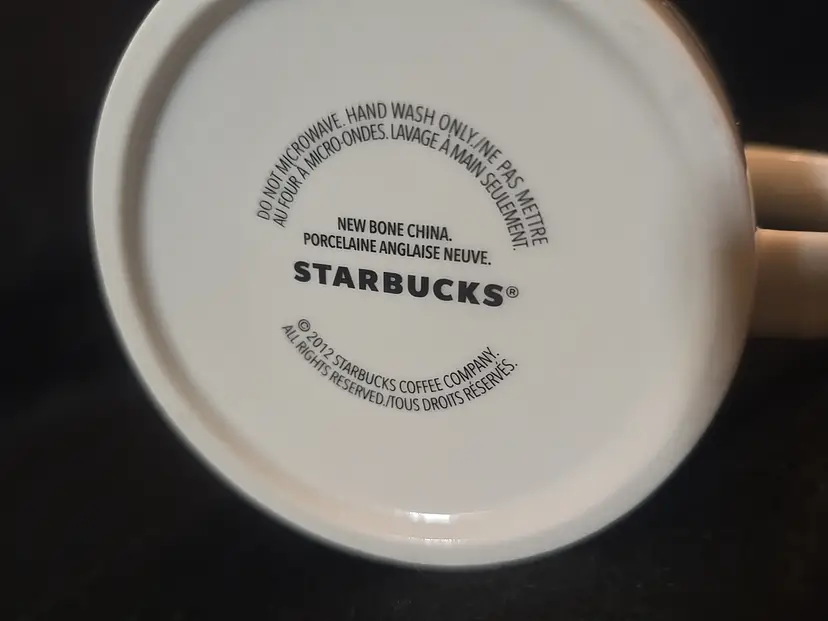 DO NOT MICROWAVE. HAND WASH ONLY./NE PAS METTRE
AU FOUR À MICRO-ONDES. LAVAGE À MAIN SEULEMENT.
NEW BONE CHINA.
PORCELAINE ANGLAISE NEUVE.
STARBUCKS®
© 2012 STARBUCKS COFFEE COMPANY.
ALL RIGHTS RESERVED./TOUS DROITS RÉSERVÉS.